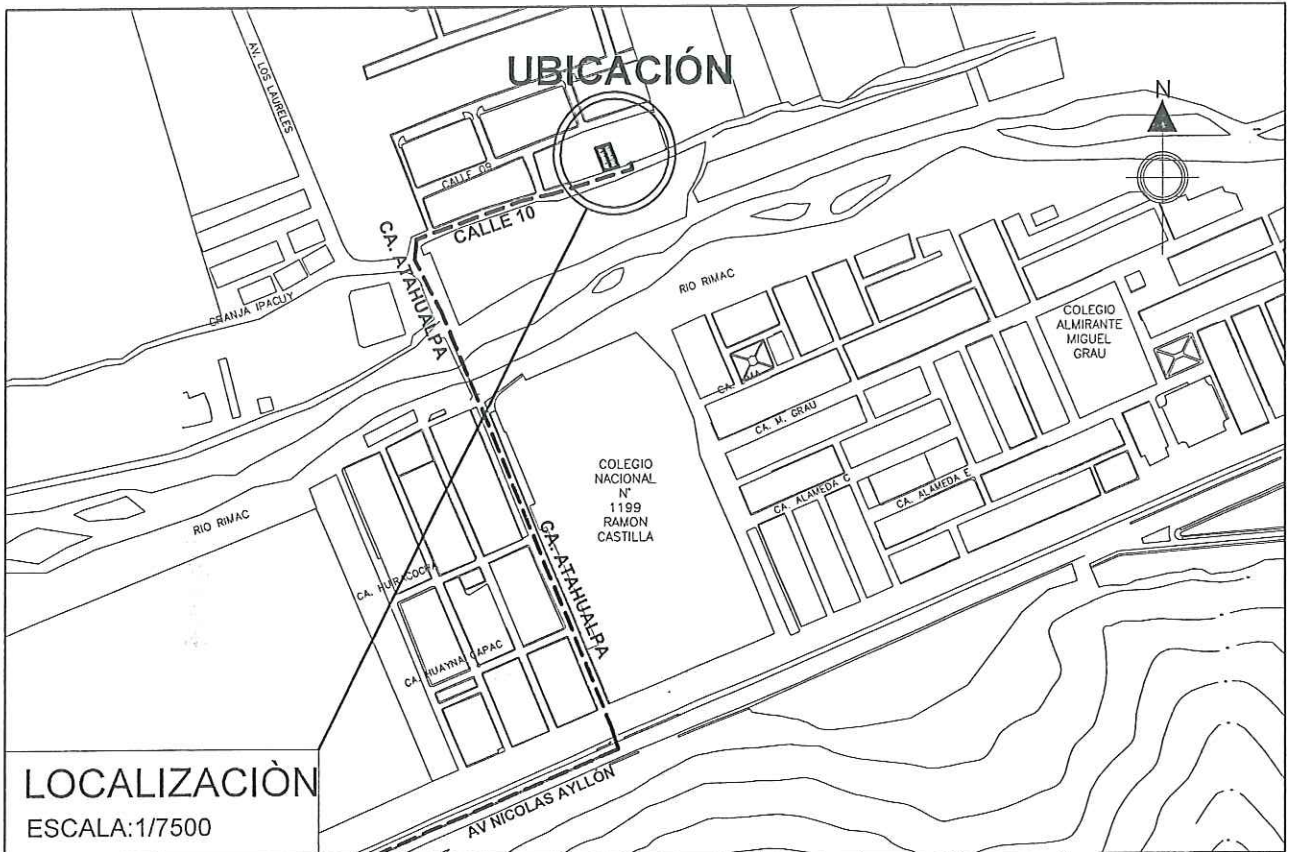 UBICACIÓN
N
AV. LOS LAURELES
CALLE 09
CALLE 10
CA. ATAHUALPA
GRANJA IPACUY
RIO RIMAC
COLEGIO
ALMIRANTE
MIGUEL
GRAU
CA. M. GRAU
CA. ALAMEDA C
CA. ALAMEDA E
COLEGIO
NACIONAL
N°
1199
RAMON
CASTILLA
RIO RIMAC
CA. HUIRACOCHA
CA. HUAYNA CAPAC
CA. ATAHUALPA
AV NICOLAS AYLLÓN
LOCALIZACIÒN
ESCALA:1/7500